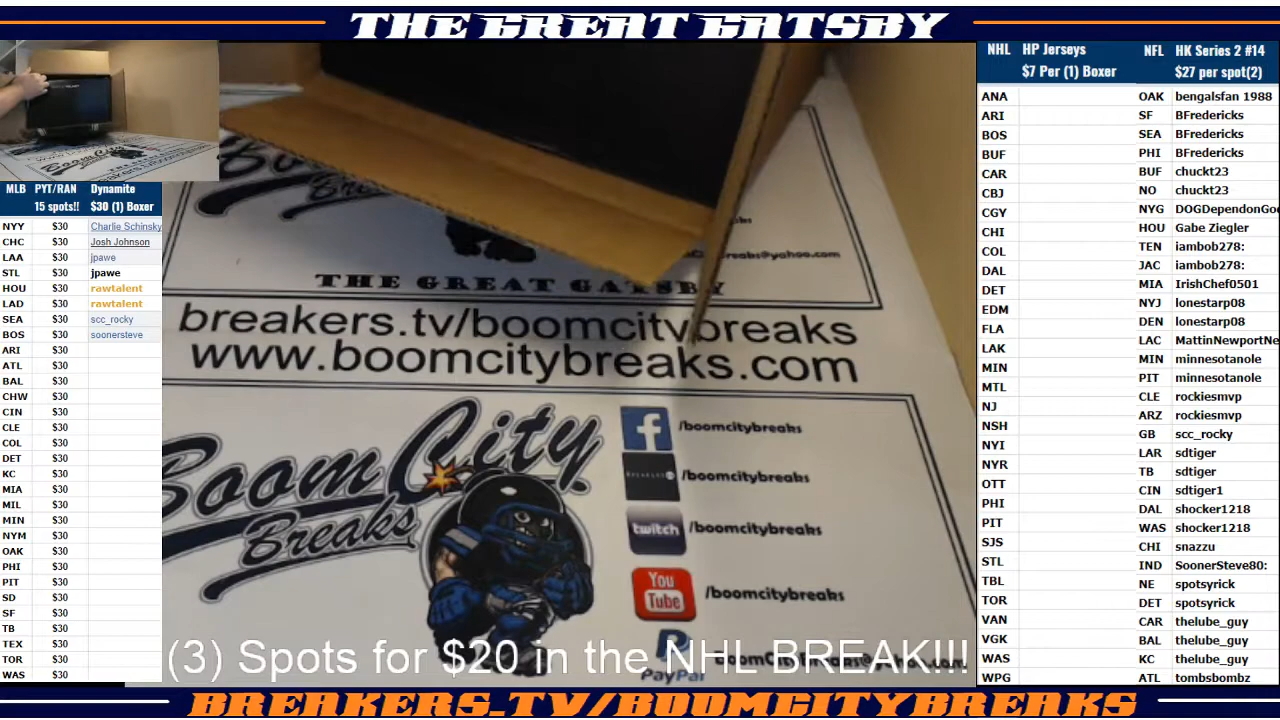 THE GREAT GATSBY
MLB PYT/RAN Dynamite
15 spots!! $30 (1) Boxer
NYY $30 Charlie Schinsky
CHC $30 Josh Johnson
LAA $30 jpawe
STL $30 jpawe
HOU $30 rawtalent
LAD $30 rawtalent
SEA $30 scc_rocky
BOS $30 soonersteve
ARI $30
ATL $30
BAL $30
CHW $30
CIN $30
CLE $30
COL $30
DET $30
KC $30
MIA $30
MIL $30
MIN $30
NYM $30
OAK $30
PHI $30
PIT $30
SD $30
SF $30
TB $30
TEX $30
TOR $30
WAS $30
THE GREAT GATSBY
breakers.tv/boomcitybreaks
www.boomcitybreaks.com
Boom City
Breaks
/boomcitybreaks
/boomcitybreaks
twitch /boomcitybreaks
You Tube /boomcitybreaks
PayPal
(3) Spots for $20 in the NHL BREAK!!!
NHL HP Jerseys
$7 Per (1) Boxer
ANA
ARI
BOS
BUF
CAR
CBJ
CGY
CHI
COL
DAL
DET
EDM
FLA
LAK
MIN
MTL
NJ
NSH
NYI
NYR
OTT
PHI
PIT
SJS
STL
TBL
TOR
VAN
VGK
WAS
WPG
NFL HK Series 2 #14
$27 per spot(2)
OAK bengalsfan 1988
SF BFredericks
SEA BFredericks
PHI BFredericks
BUF chuckt23
NO chuckt23
NYG DOGDependonGo
HOU Gabe Ziegler
TEN iambob278:
JAC iambob278:
MIA IrishChef0501
NYJ lonestarp08
DEN lonestarp08
LAC MattinNewportNe
MIN minnesotanole
PIT minnesotanole
CLE rockiesmvp
ARZ rockiesmvp
GB scc_rocky
LAR sdtiger
TB sdtiger
CIN sdtiger1
DAL shocker1218
WAS shocker1218
CHI snazzu
IND SoonerSteve80:
NE spotsyrick
DET spotsyrick
CAR thelube_guy
BAL thelube_guy
KC thelube_guy
ATL tombsbombz
BREAKERS.TV/BOOMCITYBREAKS